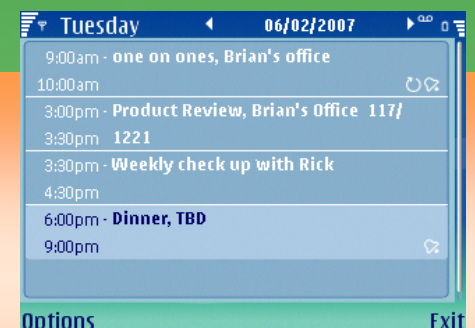 Tuesday 06/02/2007
9:00am - one on ones, Brian's office
10:00am
3:00pm - Product Review, Brian's Office 117/
3:30pm 1221
3:30pm - Weekly check up with Rick
4:30pm
6:00pm - Dinner, TBD
9:00pm
Options Exit